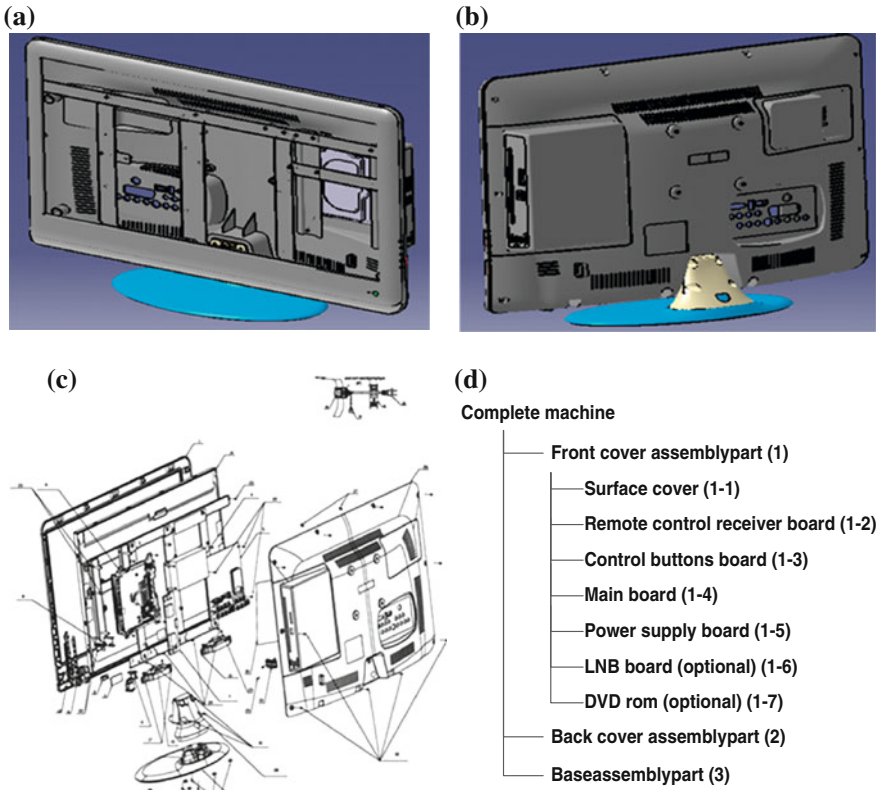 (a)
(b)
(c)
(d)
Complete machine
Front cover assemblypart (1)
Surface cover (1-1)
Remote control receiver board (1-2)
Control buttons board (1-3)
Main board (1-4)
Power supply board (1-5)
LNB board (optional) (1-6)
DVD rom (optional) (1-7)
Back cover assemblypart (2)
Baseassemblypart (3)